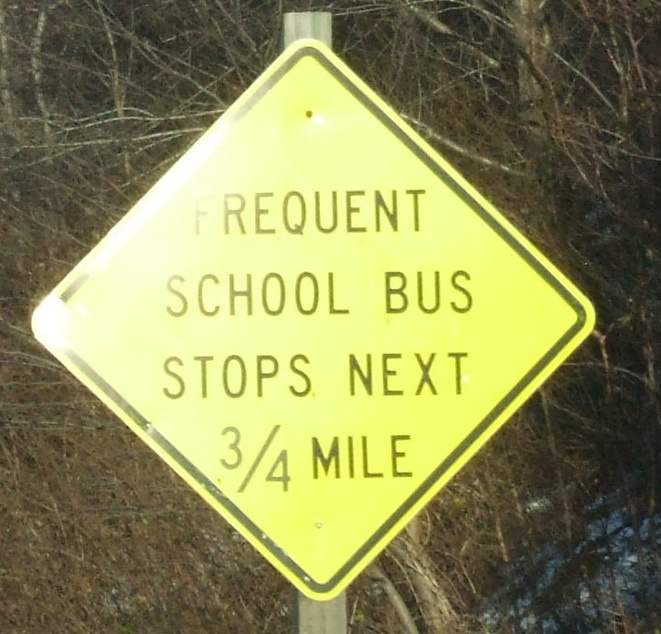 FREQUENT
SCHOOL BUS
STOPS NEXT
3/4 MILE